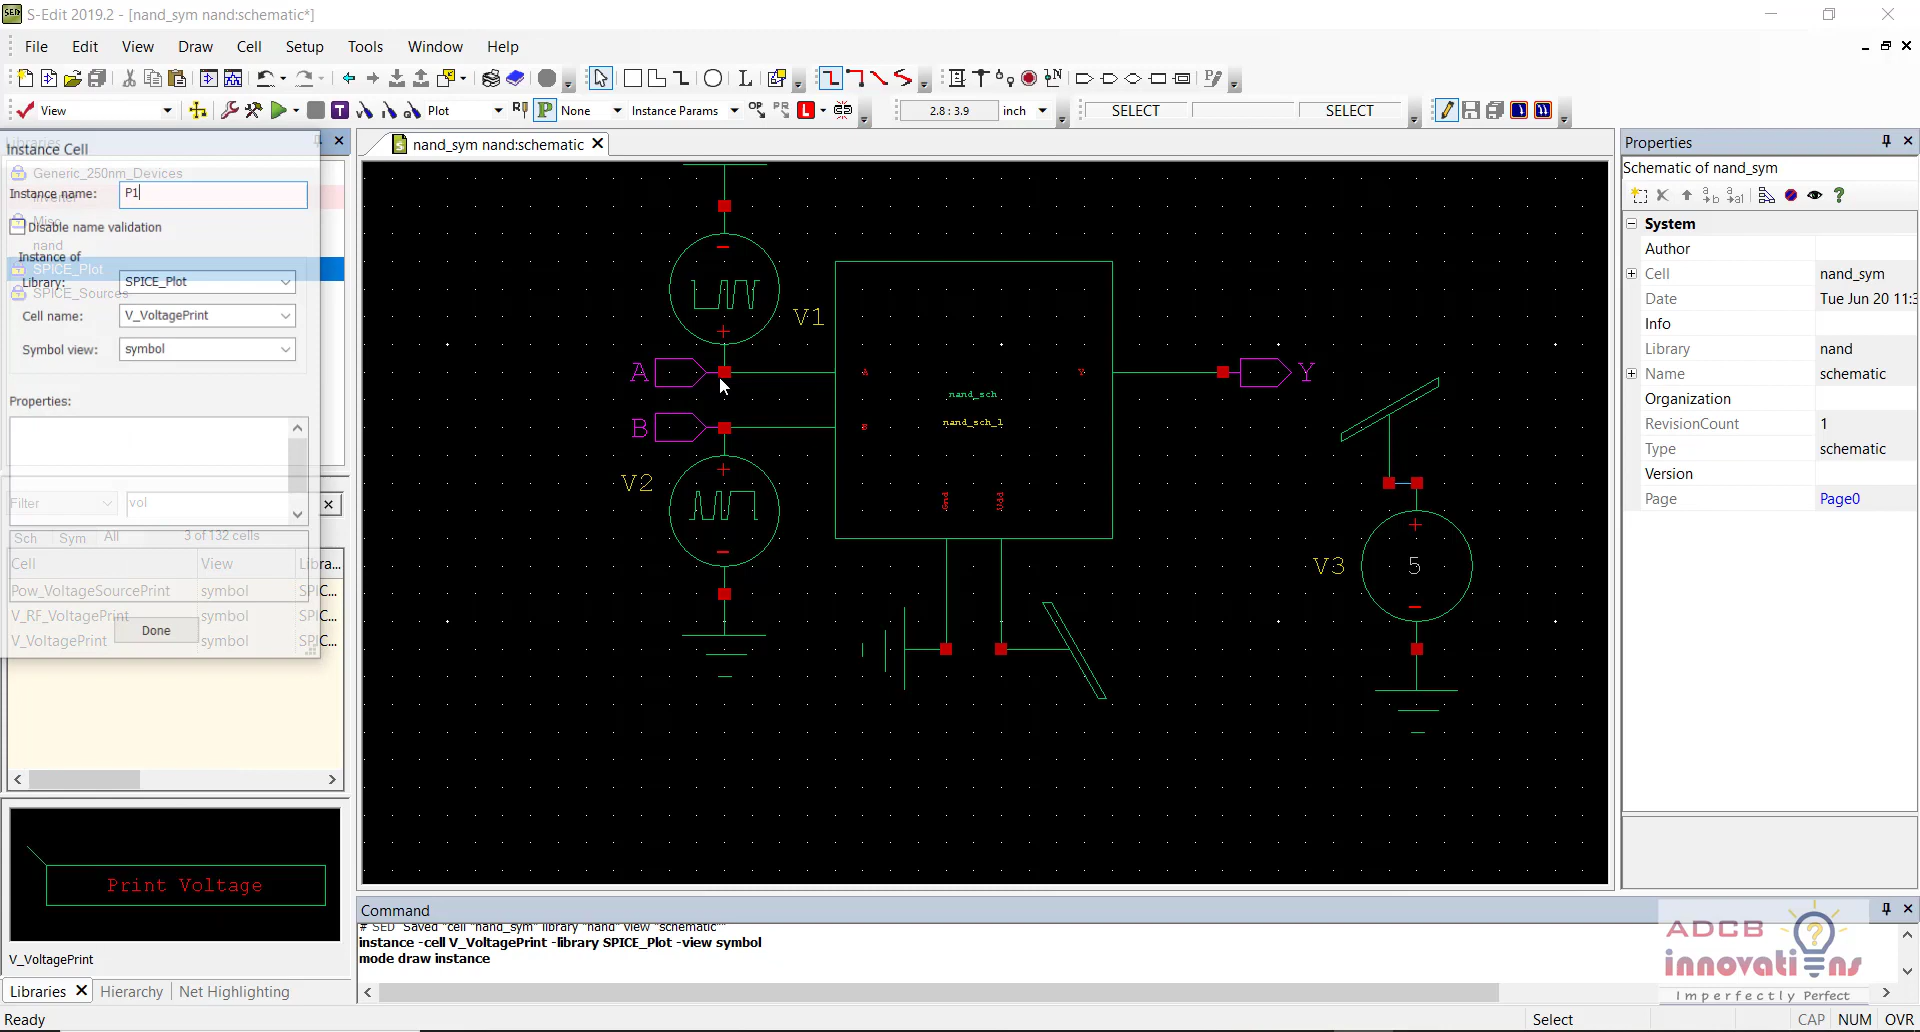 S-Edit 2019.2 - [nand_sym nand:schematic*]
File Edit View Draw Cell Setup Tools Window Help
View Plot None Instance Params 2.8 : 3.9 inch SELECT SELECT
Instance Cell
Generic_250nm_Devices
Instance name: P1
Misc
Disable name validation
nand
Instance of
SPICE_Plot
Library: SPICE_Plot
SPICE_Sources
Cell name: V_VoltagePrint
Symbol view: symbol
Properties:
Filter vol
Sch Sym All 3 of 132 cells
Cell View Libra...
Pow_VoltageSourcePrint symbol SPIC...
V_RF_VoltagePrint symbol SPIC...
V_VoltagePrint symbol SPIC...
Done
Print Voltage
V_VoltagePrint
Libraries Hierarchy Net Highlighting
nand_sym nand:schematic
V1
A
A
Y
Y
nand_sch
B
B
nand_sch_1
V2
Gnd
Vdd
V3
5
Command
# SED Saved "cell "nand_sym" library "nand" view "schematic""
instance -cell V_VoltagePrint -library SPICE_Plot -view symbol
mode draw instance
Properties
Schematic of nand_sym
System
Author
Cell nand_sym
Date Tue Jun 20 11:3
Info
Library nand
Name schematic
Organization
RevisionCount 1
Type schematic
Version
Page Page0
ADCB
innovations
Imperfectly Perfect
Ready Select CAP NUM OVR